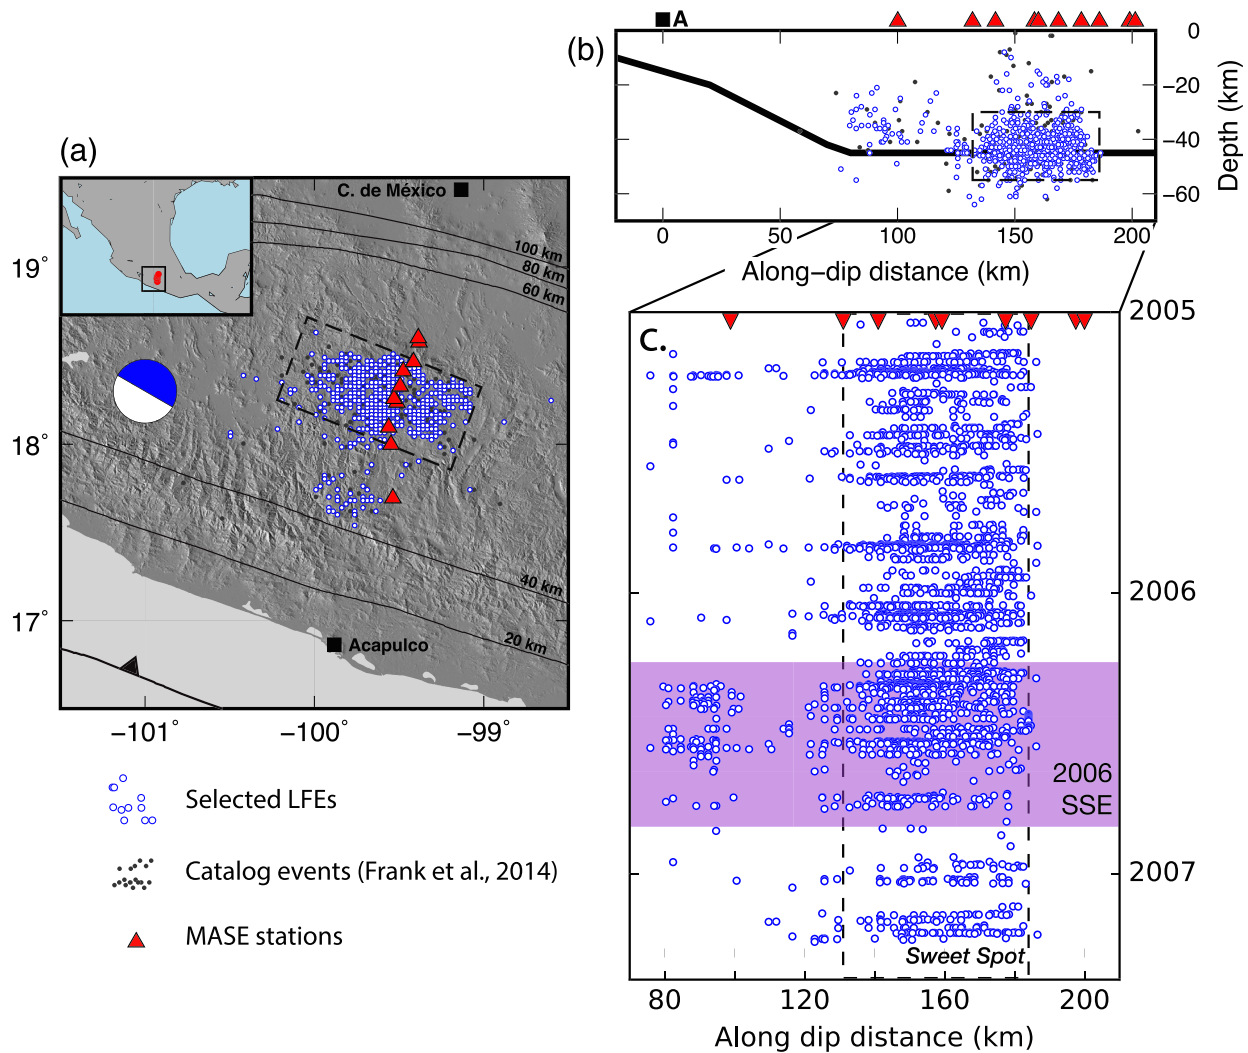 (a)
C. de México
100 km
80 km
60 km
40 km
20 km
Acapulco
19°
18°
17°
−101°
−100°
−99°
Selected LFEs
Catalog events (Frank et al., 2014)
MASE stations
(b)
A
0
−20
−40
−60
Depth (km)
0
50
100
150
200
Along−dip distance (km)
c.
2005
2006
2007
2006
SSE
Sweet Spot
80
120
160
200
Along dip distance (km)